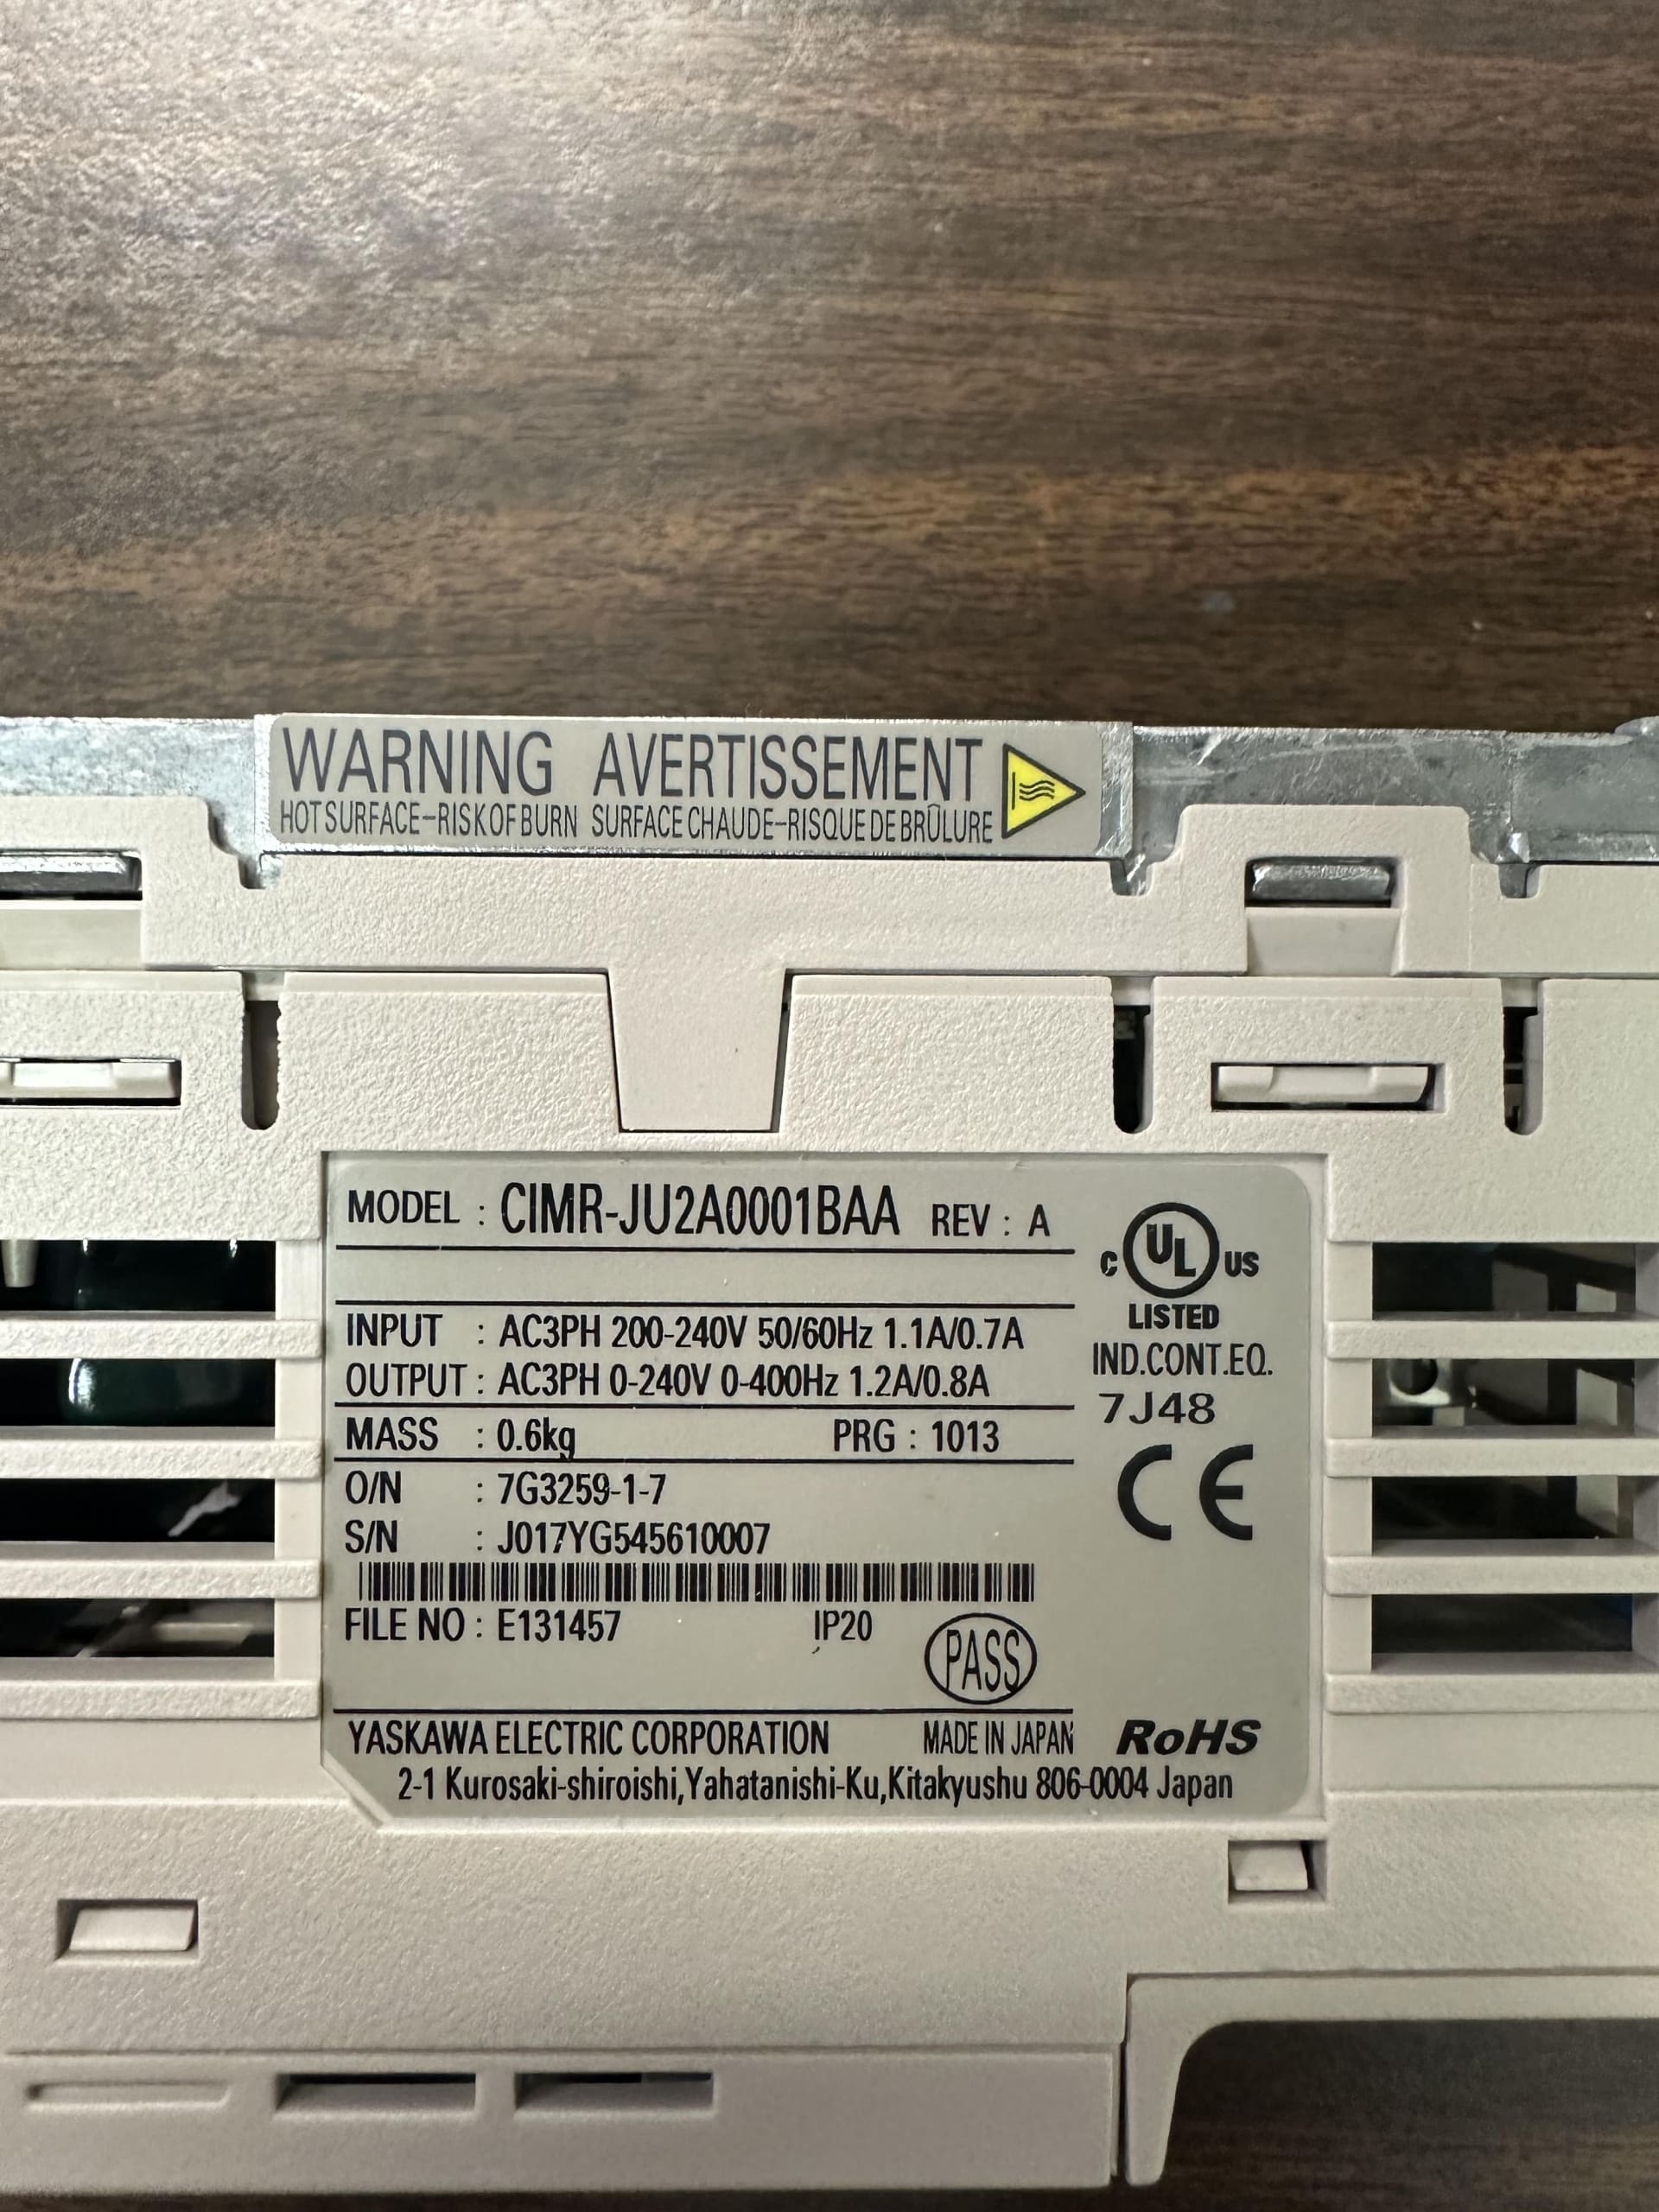 WARNING AVERTISSEMENT
HOT SURFACE-RISK OF BURN SURFACE CHAUDE-RISQUE DE BRÛLURE
MODEL : CIMR-JU2A0001BAA REV : A
C UL US
LISTED
IND.CONT.EQ.
7J48
CE
INPUT : AC3PH 200-240V 50/60Hz 1.1A/0.7A
OUTPUT : AC3PH 0-240V 0-400Hz 1.2A/0.8A
MASS : 0.6kg PRG : 1013
O/N : 7G3259-1-7
S/N : J017YG545610007
FILE NO : E131457 IP20
PASS
YASKAWA ELECTRIC CORPORATION MADE IN JAPAN RoHS
2-1 Kurosaki-shiroishi,Yahatanishi-Ku,Kitakyushu 806-0004 Japan